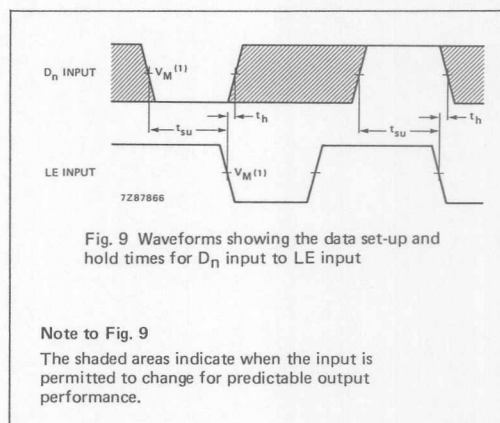 Dn INPUT
VM(1)
tsu
th
tsu
th
LE INPUT
VM(1)
7Z87866
Fig. 9 Waveforms showing the data set-up and
hold times for Dn input to LE input
Note to Fig. 9
The shaded areas indicate when the input is
permitted to change for predictable output
performance.